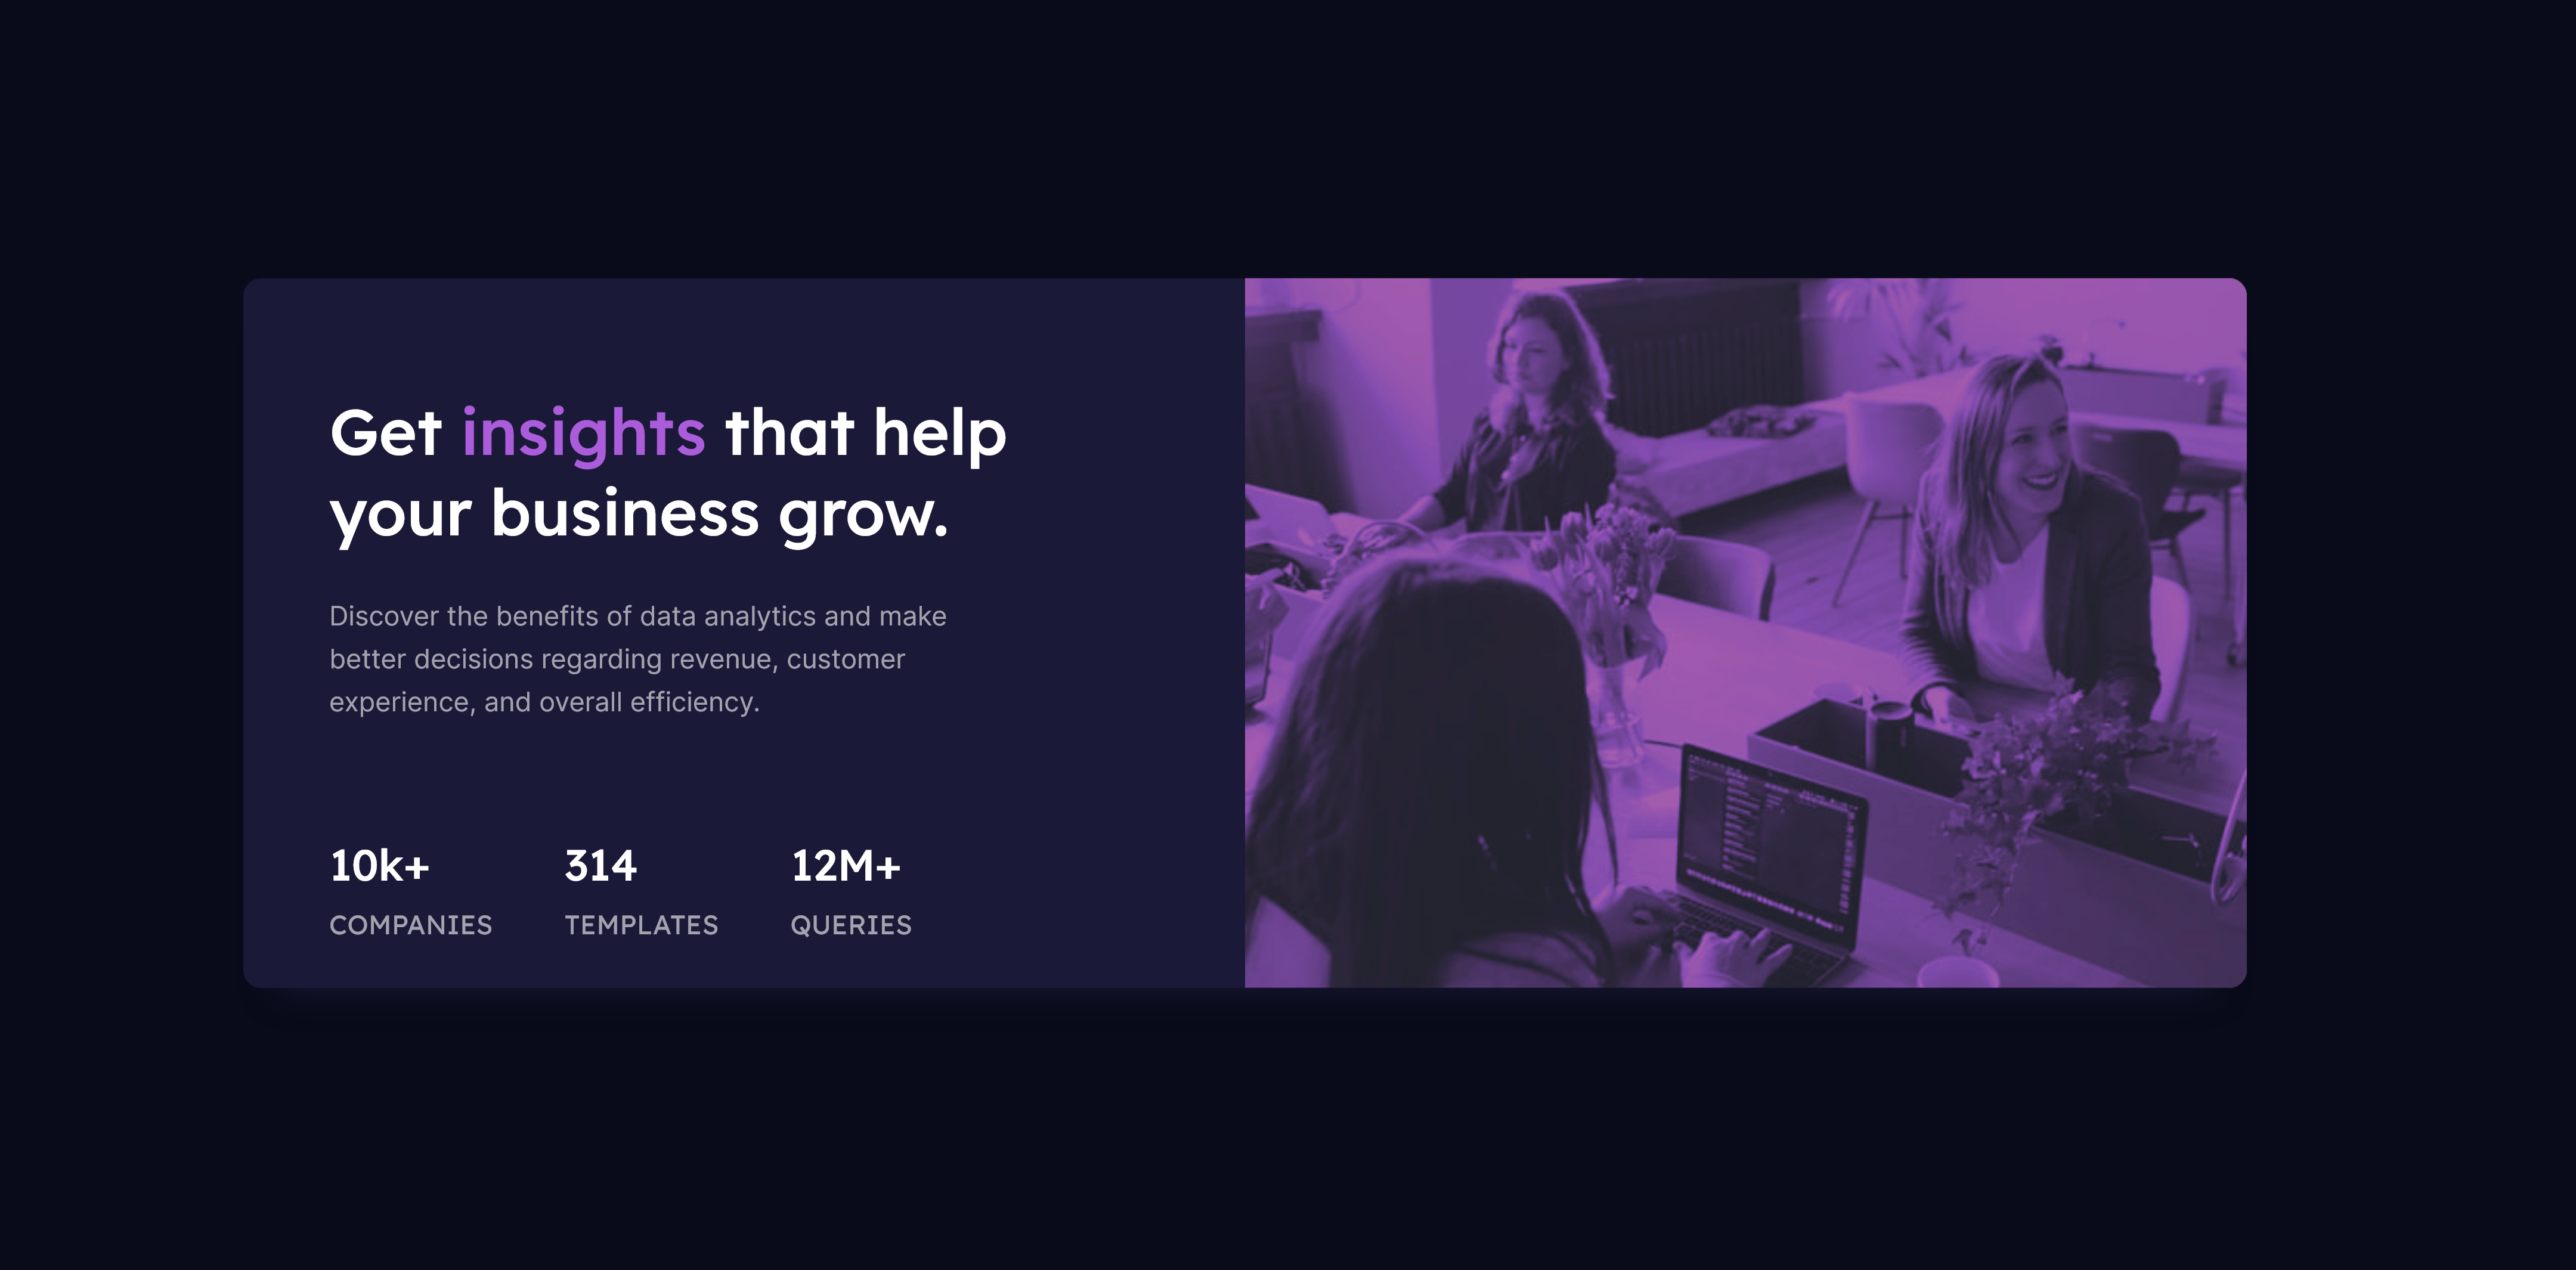 Get insights that help
your business grow.
Discover the benefits of data analytics and make
better decisions regarding revenue, customer
experience, and overall efficiency.
10k+ 314 12M+
COMPANIES TEMPLATES QUERIES